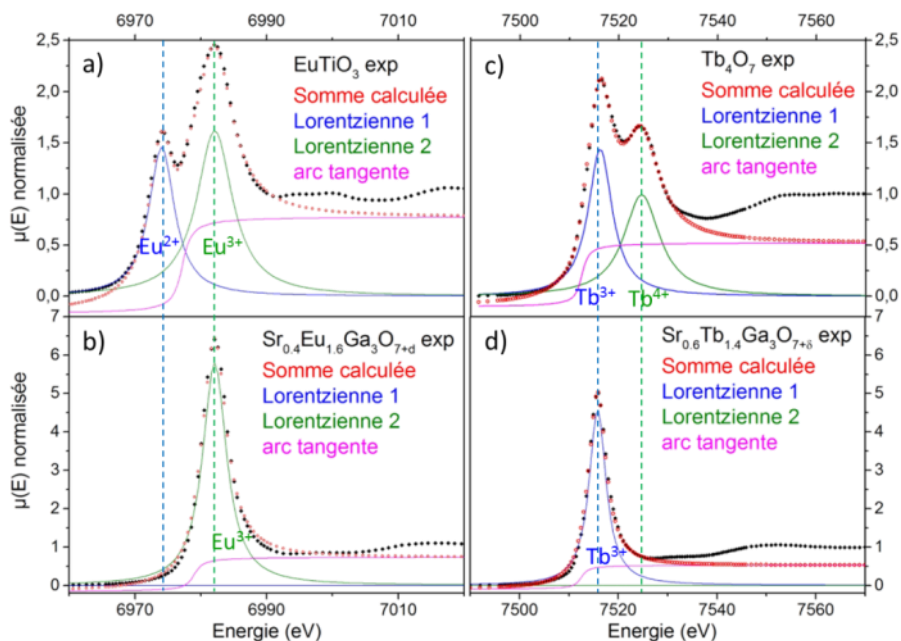 6970 6990 7010
7500 7520 7540 7560
μ(E) normalisée
2,5
2,0
1,5
1,0
0,5
0,0
a)
EuTiO₃ exp
Somme calculée
Lorentzienne 1
Lorentzienne 2
arc tangente
Eu²⁺
Eu³⁺
c)
Tb₄O₇ exp
Somme calculée
Lorentzienne 1
Lorentzienne 2
arc tangente
Tb³⁺
Tb⁴⁺
2,5
2,0
1,5
1,0
0,5
0,0
μ(E) normalisée
7
6
5
4
3
2
1
0
b)
Sr₀.₄Eu₁.₆Ga₃O₇₊d exp
Somme calculée
Lorentzienne 1
Lorentzienne 2
arc tangente
Eu³⁺
d)
Sr₀.₆Tb₁.₄Ga₃O₇₊δ exp
Somme calculée
Lorentzienne 1
Lorentzienne 2
arc tangente
Tb³⁺
7
6
5
4
3
2
1
0
6970 6990 7010
7500 7520 7540 7560
Energie (eV)
Energie (eV)